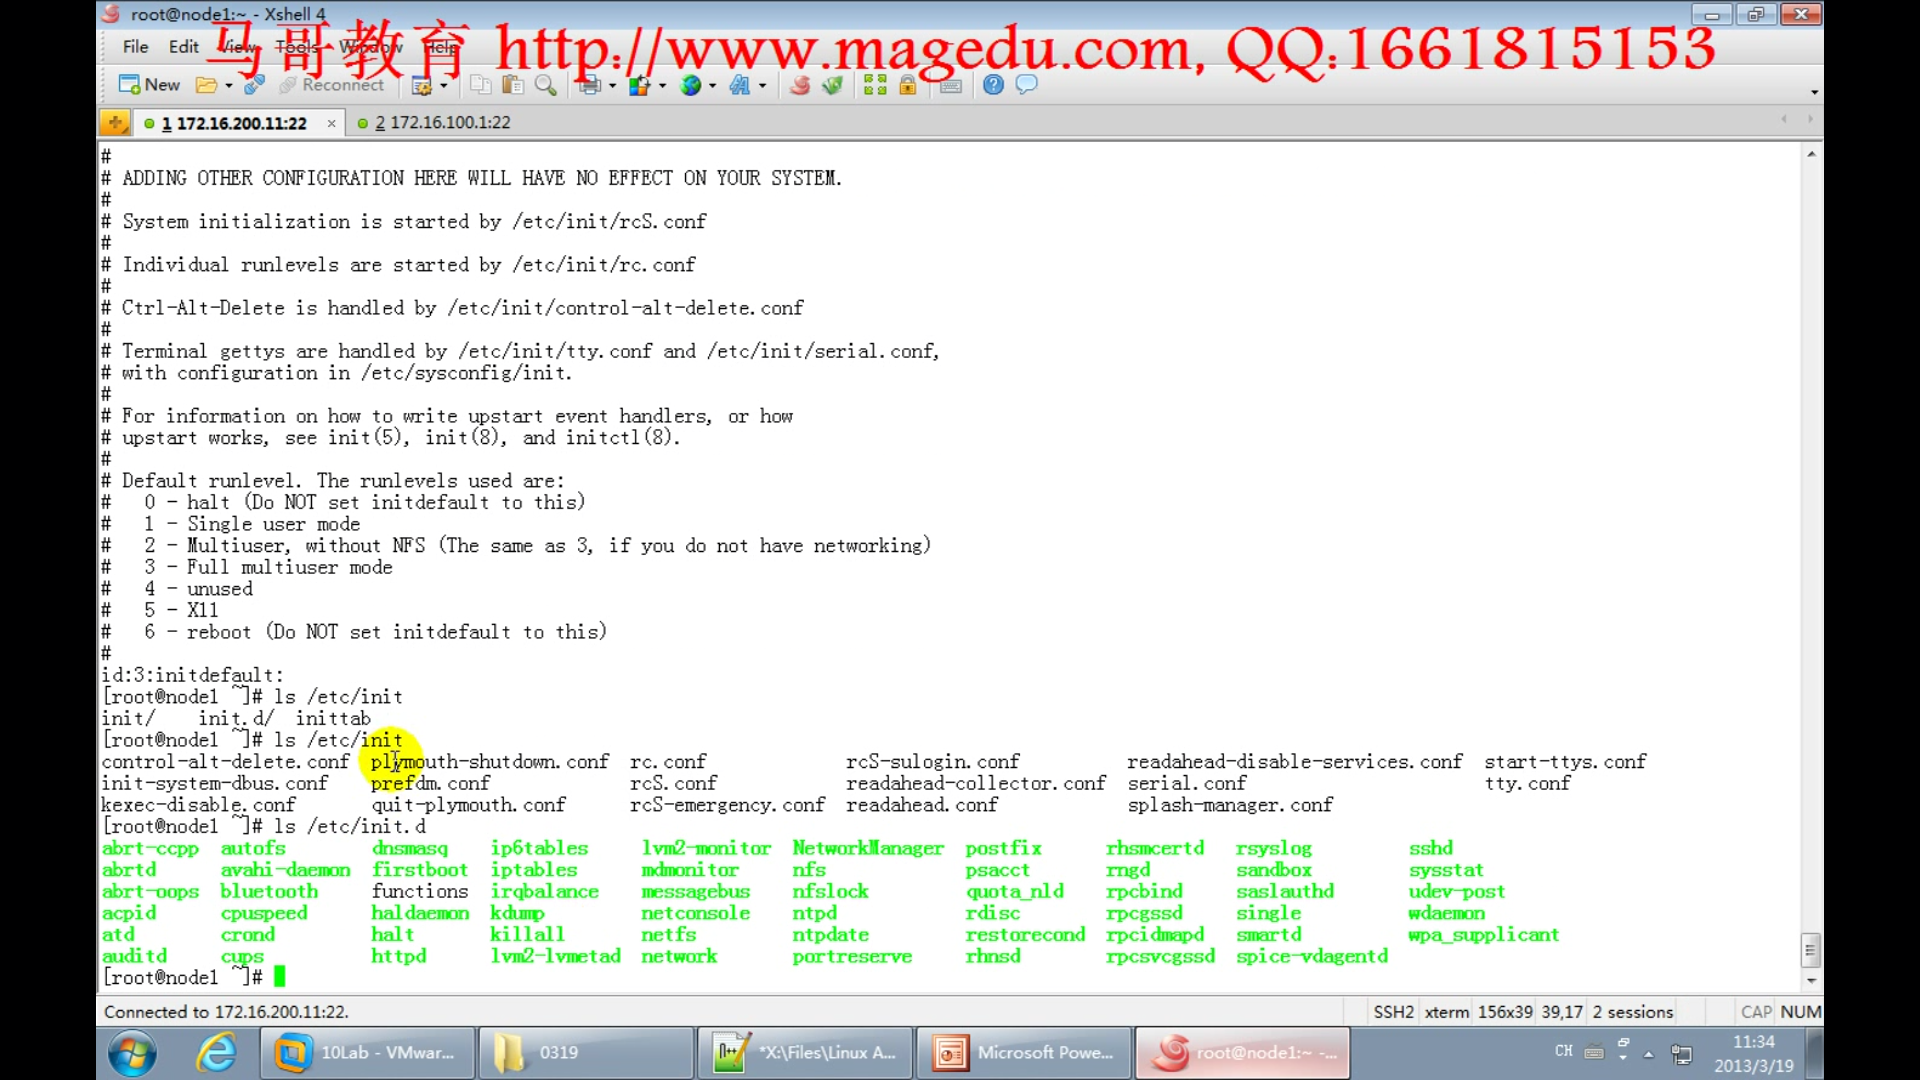 root@node1:~ - Xshell 4
马哥教育 http://www.magedu.com, QQ:1661815153
File Edit View Tools Window Help
New Reconnect
1 172.16.200.11:22 × 2 172.16.100.1:22
#
# ADDING OTHER CONFIGURATION HERE WILL HAVE NO EFFECT ON YOUR SYSTEM.
#
# System initialization is started by /etc/init/rcS.conf
#
# Individual runlevels are started by /etc/init/rc.conf
#
# Ctrl-Alt-Delete is handled by /etc/init/control-alt-delete.conf
#
# Terminal gettys are handled by /etc/init/tty.conf and /etc/init/serial.conf,
# with configuration in /etc/sysconfig/init.
#
# For information on how to write upstart event handlers, or how
# upstart works, see init(5), init(8), and initctl(8).
#
# Default runlevel. The runlevels used are:
#   0 - halt (Do NOT set initdefault to this)
#   1 - Single user mode
#   2 - Multiuser, without NFS (The same as 3, if you do not have networking)
#   3 - Full multiuser mode
#   4 - unused
#   5 - X11
#   6 - reboot (Do NOT set initdefault to this)
#
id:3:initdefault:
[root@node1 ~]# ls /etc/init
init/    init.d/  inittab
[root@node1 ~]# ls /etc/init
control-alt-delete.conf  plymouth-shutdown.conf  rc.conf  rcS-sulogin.conf  readahead-disable-services.conf  start-ttys.conf
init-system-dbus.conf  prefdm.conf  rcS.conf  readahead-collector.conf  serial.conf  tty.conf
kexec-disable.conf  quit-plymouth.conf  rcS-emergency.conf  readahead.conf  splash-manager.conf
[root@node1 ~]# ls /etc/init.d
abrt-ccpp  autofs  dnsmasq  ip6tables  lvm2-monitor  NetworkManager  postfix  rhsmcertd  rsyslog  sshd
abrtd  avahi-daemon  firstboot  iptables  mdmonitor  nfs  psacct  rngd  sandbox  sysstat
abrt-oops  bluetooth  functions  irqbalance  messagebus  nfslock  quota_nld  rpcbind  saslauthd  udev-post
acpid  cpuspeed  haldaemon  kdump  netconsole  ntpd  rdisc  rpcgssd  single  wdaemon
atd  crond  halt  killall  netfs  ntpdate  restorecond  rpcidmapd  smartd  wpa_supplicant
auditd  cups  httpd  lvm2-lvmetad  network  portreserve  rhnsd  rpcsvcgssd  spice-vdagentd
[root@node1 ~]#
Connected to 172.16.200.11:22. SSH2 xterm 156x39 39,17 2 sessions CAP NUM
10Lab - VMwar... 0319 *X:\Files\Linux A... Microsoft Powe... root@node1:~ -... CH 11:34
2013/3/19